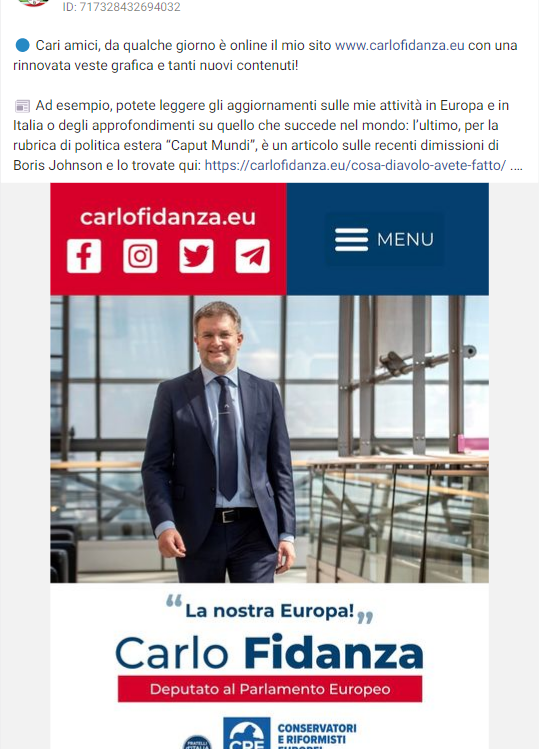 ID: 717328432694032
Cari amici, da qualche giorno è online il mio sito www.carlofidanza.eu con una
rinnovata veste grafica e tanti nuovi contenuti!
Ad esempio, potete leggere gli aggiornamenti sulle mie attività in Europa e in
Italia o degli approfondimenti su quello che succede nel mondo: l’ultimo, per la
rubrica di politica estera “Caput Mundi”, è un articolo sulle recenti dimissioni di
Boris Johnson e lo trovate qui: https://carlofidanza.eu/cosa-diavolo-avete-fatto/ ....
carlofidanza.eu
MENU
“La nostra Europa!„
Carlo Fidanza
Deputato al Parlamento Europeo
FRATELLI
D'ITALIA
CONSERVATORI
E RIFORMISTI
EUROPEI
CRE